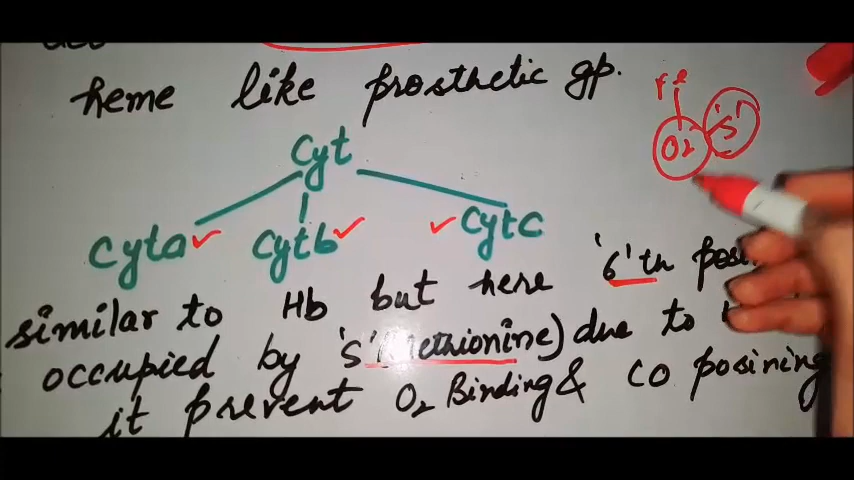 heme like prosthetic gp.
Fe
O2 'S'
Cyt
Cyta Cytb Cytc
similar to Hb but here '6'th
occupied by 'S' (Methionine) due to
it prevent O2 Binding & CO posining